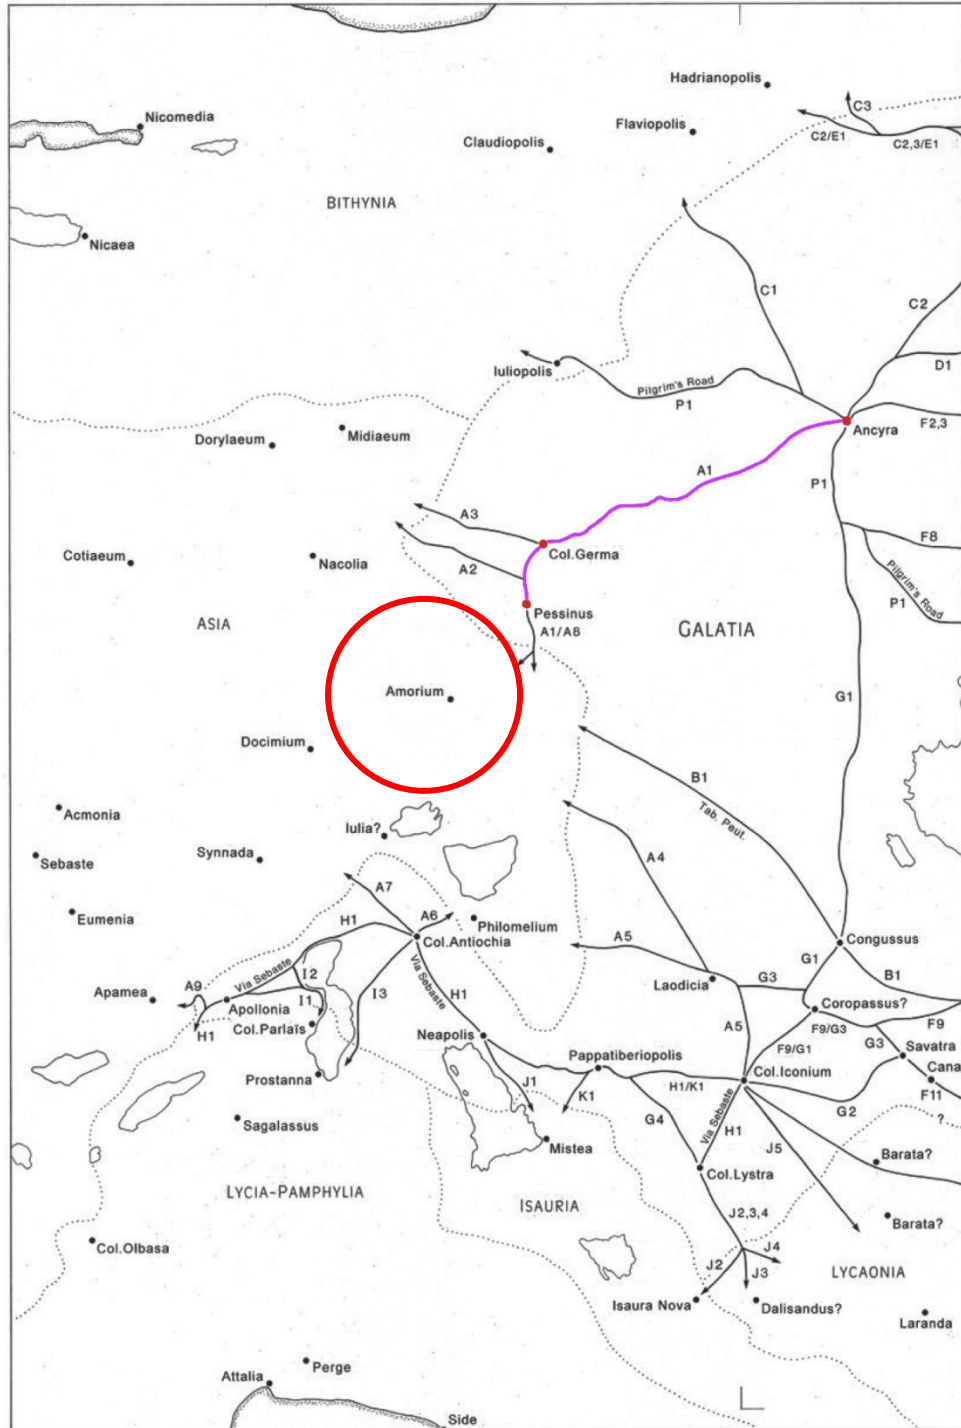 Hadrianopolis
C3
Nicomedia
Flaviopolis
C2/E1
C2,3/E1
Claudiopolis
BITHYNIA
Nicaea
C1
C2
Iuliopolis
D1
Pilgrim's Road
P1
Midiaeum
Dorylaeum
Ancyra
F2,3
A1
P1
A3
F8
Cotiaeum
Nacolia
Col.Germa
A2
Pilgrim's Road
P1
Pessinus
ASIA
A1/A8
GALATIA
Amorium
G1
Docimium
B1
Tab. Peut.
Acmonia
Iulia?
Synnada
Sebaste
A4
A7
Eumenia
H1
A6
Philomelium
Col.Antiochia
A5
Congussus
Via Sebaste
Via Sebaste
G1
B1
I2
A9
Apamea
I3
H1
Laodicia
G3
I1
Apollonia
Coropassus?
H1
Col.Parlaïs
F9/G3
F9
A5
Neapolis
F9/G1
G3
Savatra
Pappatiberiopolis
Cana
Prostanna
Col.Iconium
J1
K1
H1/K1
F11
G2
Sagalassus
G4
Via Sebaste
H1
?
Mistea
J5
Barata?
Col.Lystra
LYCIA-PAMPHYLIA
ISAURIA
J2,3,4
Barata?
Col.Olbasa
J4
J2
J3
LYCAONIA
Isaura Nova
Dalisandus?
Laranda
Perge
Attalia
Side